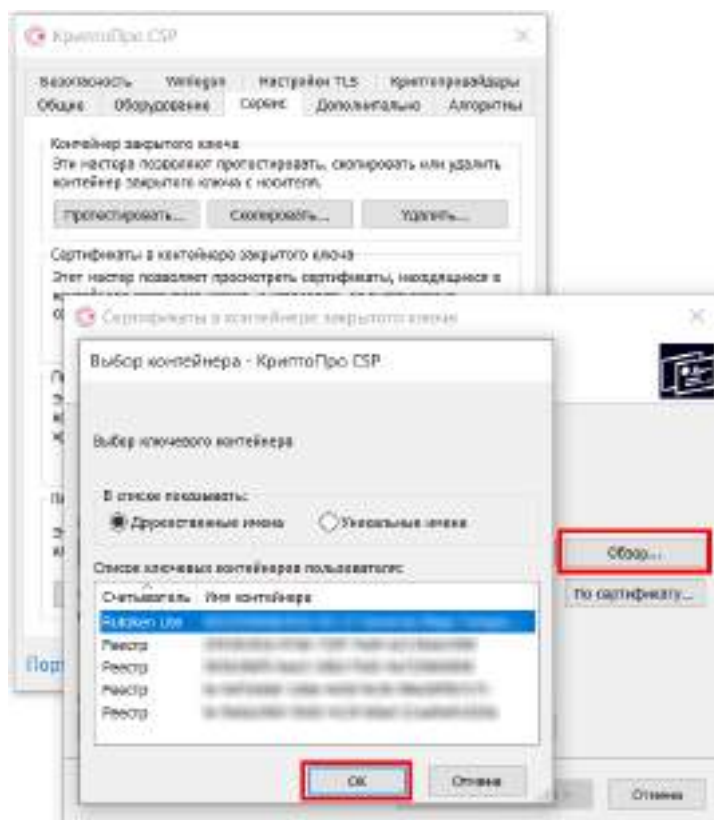 КриптоПро CSP
Безопасность Winlogon Настройки TLS Криптопровайдеры
Общие Оборудование Сервис Дополнительно Алгоритмы
Контейнер закрытого ключа
Эти мастера позволяют протестировать, скопировать или удалить
контейнер закрытого ключа с носителя.
Протестировать... Скопировать... Удалить...
Сертификаты в контейнере закрытого ключа
Этот мастер позволяет просмотреть сертификаты, находящиеся в
Сертификаты в контейнере закрытого ключа
Выбор контейнера - КриптоПро CSP
Выбор ключевого контейнера
В списке показывать:
Дружественные имена Уникальные имена
Обзор...
Список ключевых контейнеров пользователя:
По сертификату...
Считыватель Имя контейнера
Rutoken Lite
Реестр
Реестр
Реестр
Реестр
ОК Отмена
Отмена